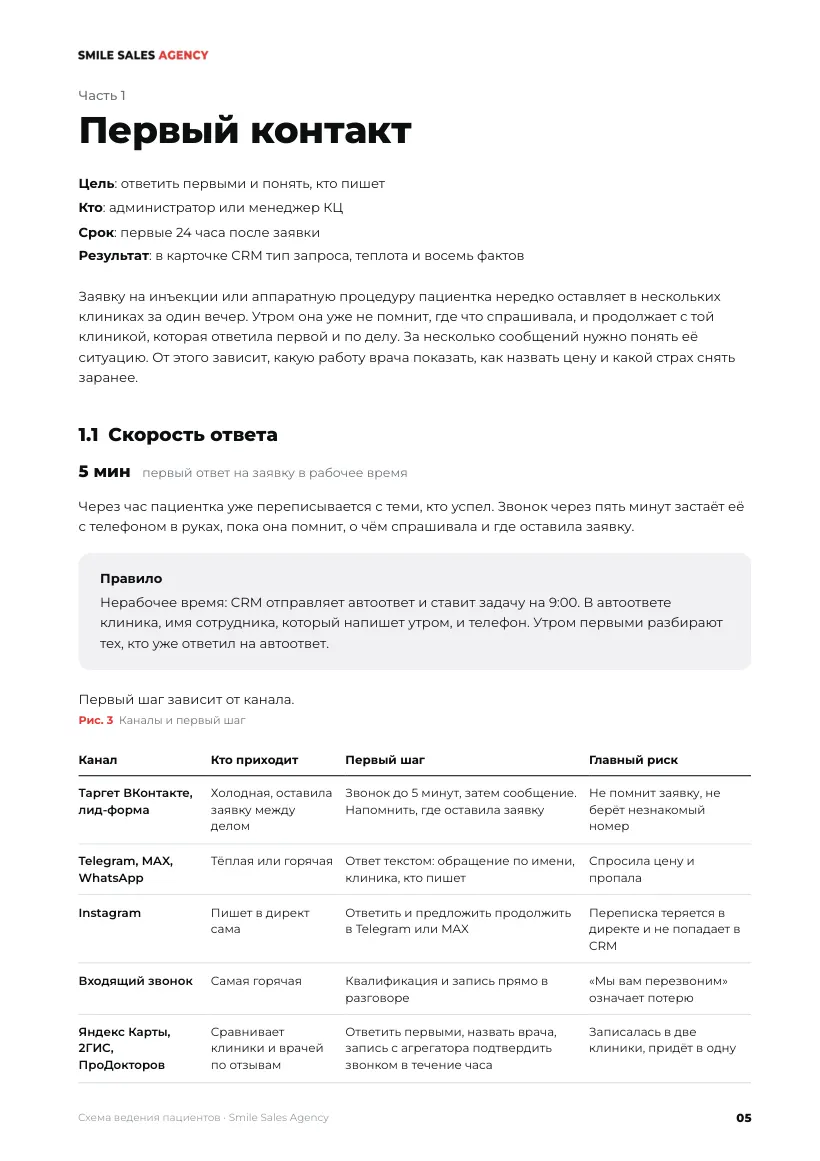 SMILE SALES AGENCY
Часть 1
Первый контакт
Цель: ответить первыми и понять, кто пишет
Кто: администратор или менеджер КЦ
Срок: первые 24 часа после заявки
Результат: в карточке CRM тип запроса, теплота и восемь фактов
Заявку на инъекции или аппаратную процедуру пациентка нередко оставляет в нескольких
клиниках за один вечер. Утром она уже не помнит, где что спрашивала, и продолжает с той
клиникой, которая ответила первой и по делу. За несколько сообщений нужно понять её
ситуацию. От этого зависит, какую работу врача показать, как назвать цену и какой страх снять
заранее.
1.1 Скорость ответа
5 мин первый ответ на заявку в рабочее время
Через час пациентка уже переписывается с теми, кто успел. Звонок через пять минут застаёт её
с телефоном в руках, пока она помнит, о чём спрашивала и где оставила заявку.
Правило
Нерабочее время: CRM отправляет автоответ и ставит задачу на 9:00. В автоответе
клиника, имя сотрудника, который напишет утром, и телефон. Утром первыми разбирают
тех, кто уже ответил на автоответ.
Первый шаг зависит от канала.
Рис. 3 Каналы и первый шаг
Канал Кто приходит Первый шаг Главный риск
Таргет ВКонтакте, Холодная, оставила Звонок до 5 минут, затем сообщение. Не помнит заявку, не
лид-форма заявку между Напомнить, где оставила заявку берёт незнакомый
делом номер
Telegram, MAX, Тёплая или горячая Ответ текстом: обращение по имени, Спросила цену и
WhatsApp клиника, кто пишет пропала
Instagram Пишет в директ Ответить и предложить продолжить Переписка теряется в
сама в Telegram или MAX директе и не попадает в
CRM
Входящий звонок Самая горячая Квалификация и запись прямо в «Мы вам перезвоним»
разговоре означает потерю
Яндекс Карты, Сравнивает Ответить первыми, назвать врача, Записалась в две
2ГИС, клиники и врачей запись с агрегатора подтвердить клиники, придёт в одну
ПроДокторов по отзывам звонком в течение часа
Схема ведения пациентов · Smile Sales Agency 05